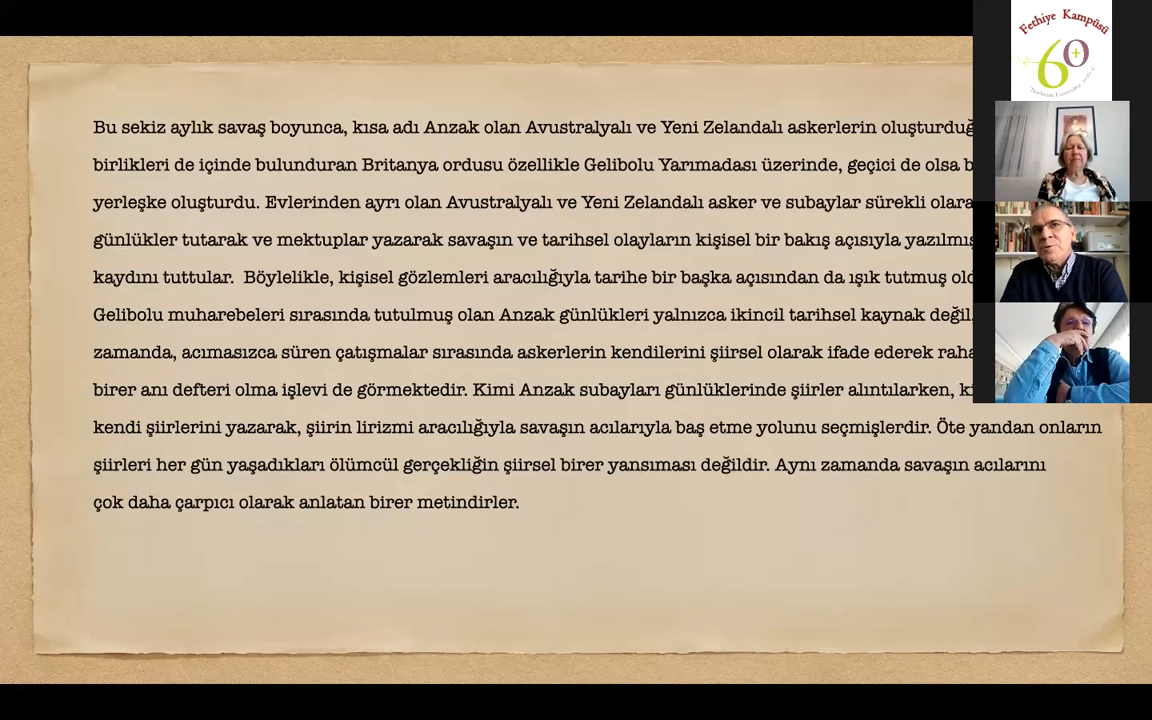 Bu sekiz aylık savaş boyunca, kısa adı Anzak olan Avustralyalı ve Yeni Zelandalı askerlerin
birlikleri de içinde bulunduran Britanya ordusu özellikle Gelibolu Yarımadası üzerinde, geçici de olsa
yerleşke oluşturdu. Evlerinden ayrı olan Avustralyalı ve Yeni Zelandalı asker ve subaylar sürekli
günlükler tutarak ve mektuplar yazarak savaşın ve tarihsel olayların kişisel bir bakış açısıyla
kaydını tuttular. Böylelikle, kişisel gözlemleri aracılığıyla tarihe bir başka açısından da ışık tutmuş
Gelibolu muharebeleri sırasında tutulmuş olan Anzak günlükleri yalnızca ikincil tarihsel kaynak
zamanda, acımasızca süren çatışmalar sırasında askerlerin kendilerini şiirsel olarak ifade ederek
birer anı defteri olma işlevi de görmektedir. Kimi Anzak subayları günlüklerinde şiirler alıntılarken,
kendi şiirlerini yazarak, şiirin lirizmi aracılığıyla savaşın acılarıyla baş etme yolunu seçmişlerdir. Öte yandan onların
şiirleri her gün yaşadıkları ölümcül gerçekliğin şiirsel birer yansıması değildir. Aynı zamanda savaşın acılarını
çok daha çarpıcı olarak anlatan birer metindirler.
Fethiye Kampüsü
60+